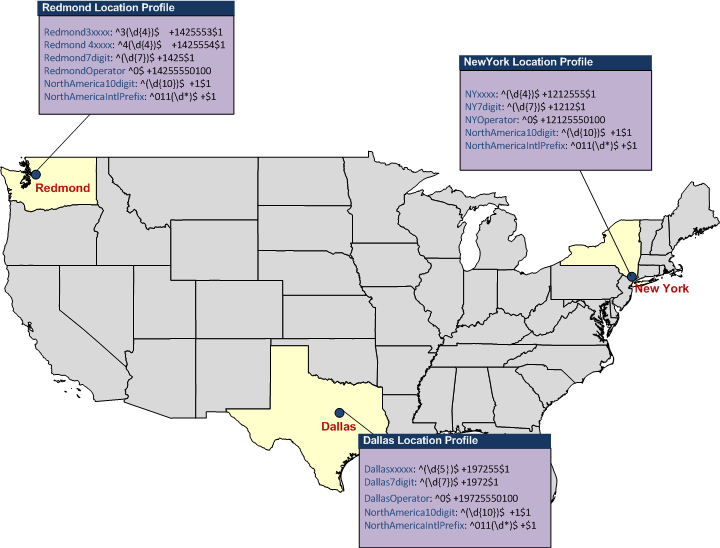 Redmond Location Profile
Redmond3xxxx: ^3(\d{4})$ +1425553$1
Redmond 4xxxx: ^4(\d{4})$ +1425554$1
Redmond7digit: ^(\d{7})$ +1425$1
RedmondOperator ^0$ +14255550100
NorthAmerica10digit: ^(\d{10})$ +1$1
NorthAmericaIntlPrefix: ^011(\d*)$ +$1
NewYork Location Profile
NYxxxx: ^(\d{4})$ +1212555$1
NY7digit: ^(\d{7})$ +1212$1
NYOperator: ^0$ +12125550100
NorthAmerica10digit: ^(\d{10})$ +1$1
NorthAmericaIntlPrefix: ^011(\d*)$ +$1
Redmond
New York
Dallas
Dallas Location Profile
Dallasxxxxx: ^(\d{5})$ +197255$1
Dallas7digit: ^(\d{7})$ +1972$1
DallasOperator: ^0$ +19725550100
NorthAmerica10digit: ^(\d{10})$ +1$1
NorthAmericaIntlPrefix: ^011(\d*)$ +$1